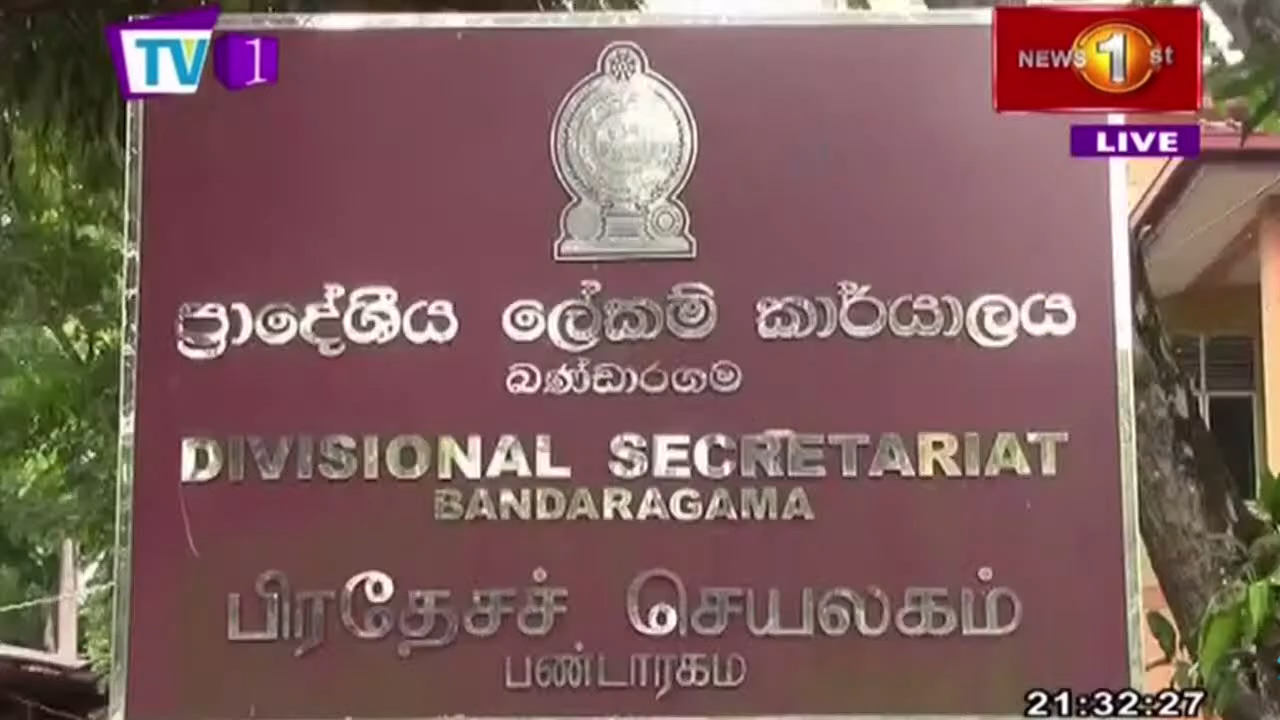 TV 1
NEWS 1st
LIVE
ප්‍රාදේශීය ලේකම් කාර්යාලය
බණ්ඩාරගම
DIVISIONAL SECRETARIAT
BANDARAGAMA
பிரதேசச் செயலகம்
பண்டாரகம
21:32:27